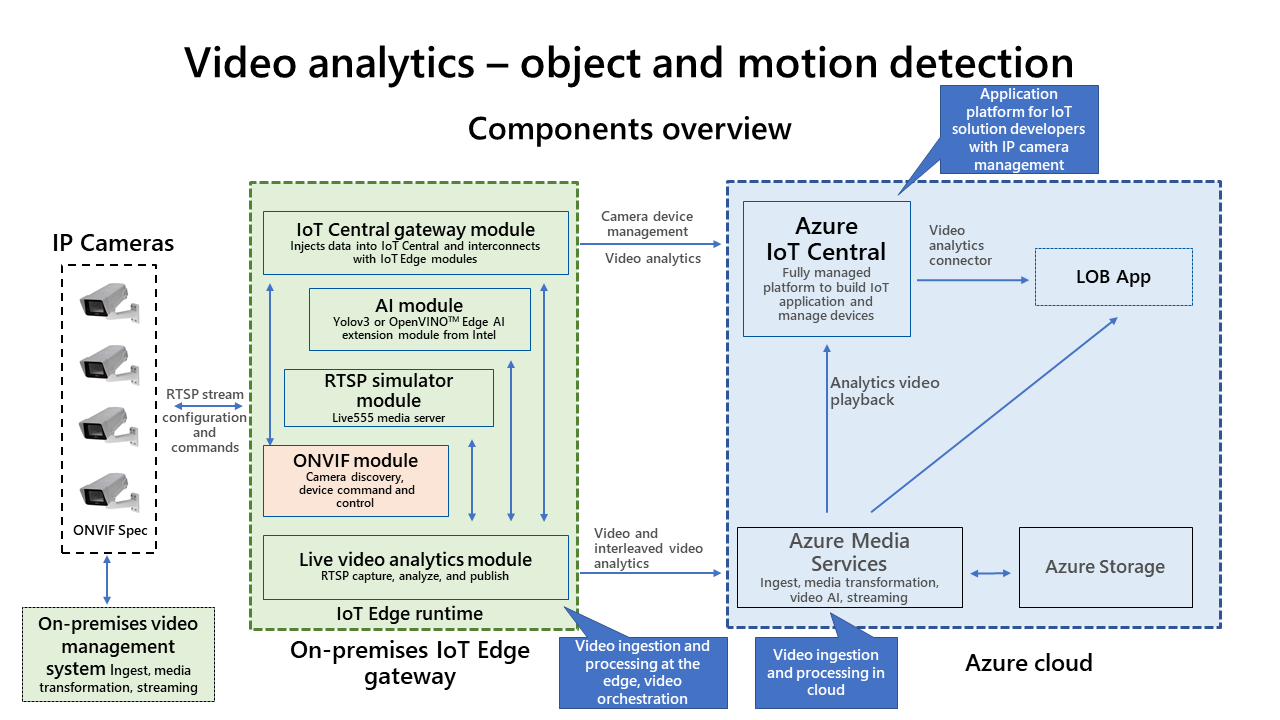 Video analytics – object and motion detection
Components overview
Application
platform for IoT
solution developers
with IP camera
management
IP Cameras
ONVIF Spec
On-premises video
management
system Ingest, media
transformation, streaming
RTSP stream
configuration
and
commands
IoT Central gateway module
Injects data into IoT Central and interconnects
with IoT Edge modules
AI module
Yolov3 or OpenVINO™ Edge AI
extension module from Intel
RTSP simulator
module
Live555 media server
ONVIF module
Camera discovery,
device command and
control
Live video analytics module
RTSP capture, analyze, and publish
IoT Edge runtime
On-premises IoT Edge
gateway
Camera device
management
Video analytics
Video and
interleaved video
analytics
Video ingestion and
processing at the
edge, video
orchestration
Azure
IoT Central
Fully managed
platform to build IoT
application and
manage devices
Video
analytics
connector
LOB App
Analytics video
playback
Azure Media
Services
Ingest, media transformation,
video AI, streaming
Azure Storage
Video ingestion
and processing in
cloud
Azure cloud